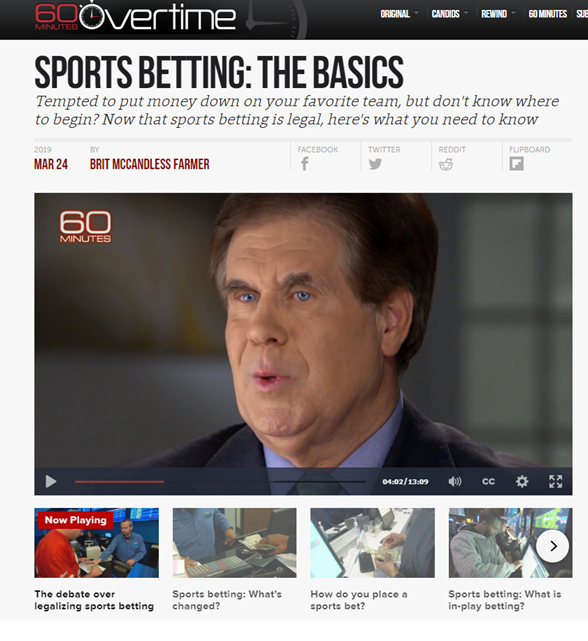 60 Overtime
MINUTES
ORIGINAL CANDIDS REWIND 60 MINUTES SUB
SPORTS BETTING: THE BASICS
Tempted to put money down on your favorite team, but don't know where
to begin? Now that sports betting is legal, here's what you need to know
2019 BY FACEBOOK TWITTER REDDIT FLIPBOARD
MAR 24 BRIT MCCANDLESS FARMER
60
MINUTES
04:02/13:09 CC
Now Playing
The debate over
legalizing sports betting
Sports betting: What's
changed?
How do you place a
sports bet?
Sports betting: What is
in-play betting?